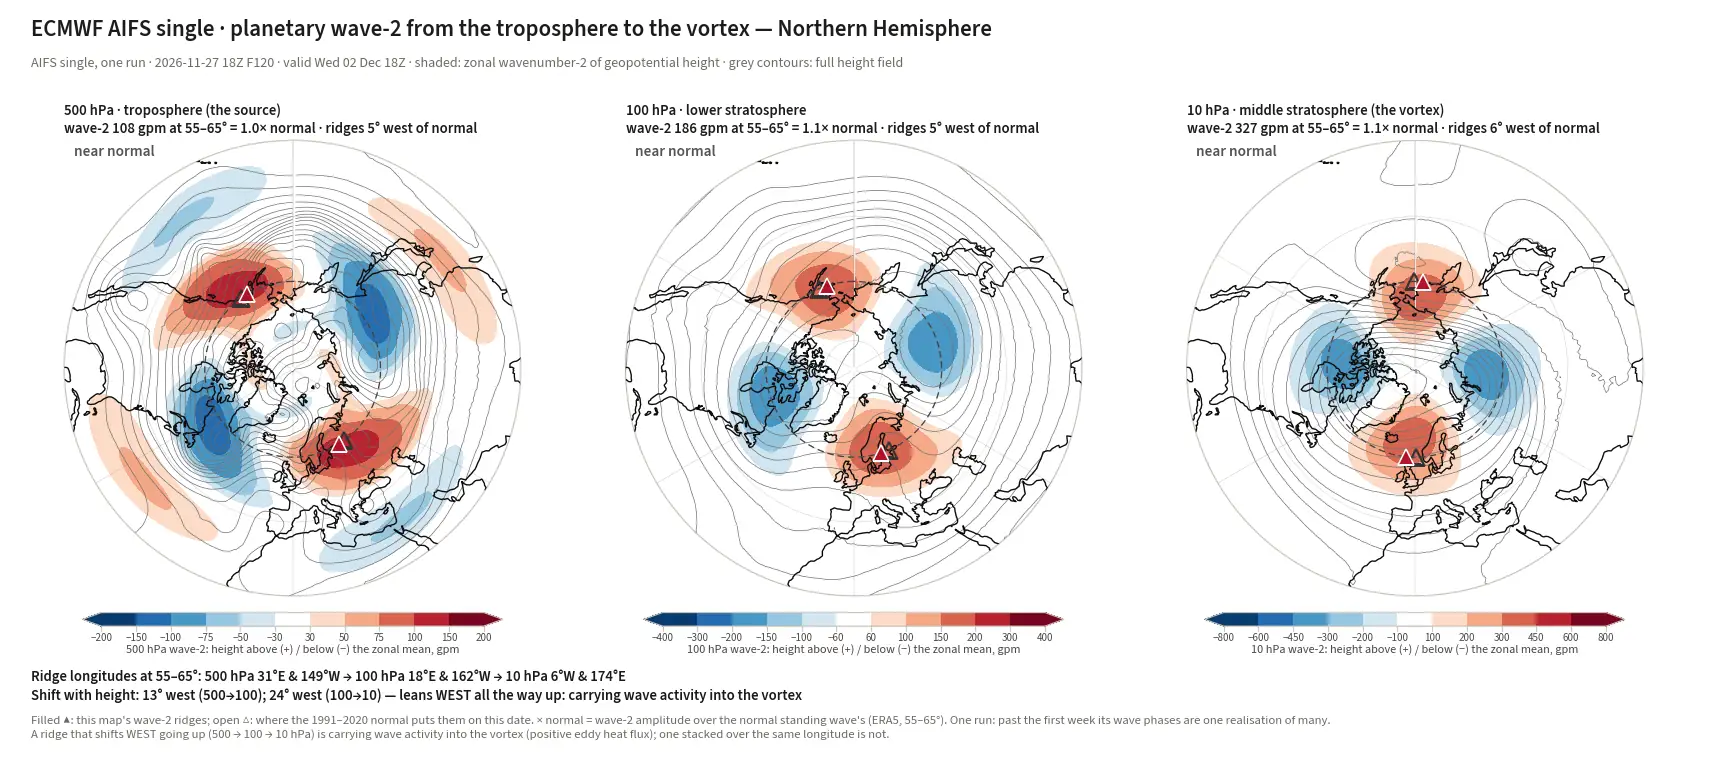 ECMWF AIFS single · planetary wave-2 from the troposphere to the vortex — Northern Hemisphere
AIFS single, one run · 2026-11-27 18Z F120 · valid Wed 02 Dec 18Z · shaded: zonal wavenumber-2 of geopotential height · grey contours: full height field
500 hPa · troposphere (the source)
wave-2 108 gpm at 55–65° = 1.0× normal · ridges 5° west of normal
near normal
100 hPa · lower stratosphere
wave-2 186 gpm at 55–65° = 1.1× normal · ridges 5° west of normal
near normal
10 hPa · middle stratosphere (the vortex)
wave-2 327 gpm at 55–65° = 1.1× normal · ridges 6° west of normal
near normal
−200 −150 −100 −75 −50 −30 30 50 75 100 150 200
500 hPa wave-2: height above (+) / below (−) the zonal mean, gpm
−400 −300 −200 −150 −100 −60 60 100 150 200 300 400
100 hPa wave-2: height above (+) / below (−) the zonal mean, gpm
−800 −600 −450 −300 −200 −100 100 200 300 450 600 800
10 hPa wave-2: height above (+) / below (−) the zonal mean, gpm
Ridge longitudes at 55–65°: 500 hPa 31°E & 149°W → 100 hPa 18°E & 162°W → 10 hPa 6°W & 174°E
Shift with height: 13° west (500→100); 24° west (100→10) — leans WEST all the way up: carrying wave activity into the vortex
Filled ▲: this map's wave-2 ridges; open △: where the 1991–2020 normal puts them on this date. × normal = wave-2 amplitude over the normal standing wave's (ERA5, 55–65°). One run: past the first week its wave phases are one realisation of many.
A ridge that shifts WEST going up (500 → 100 → 10 hPa) is carrying wave activity into the vortex (positive eddy heat flux); one stacked over the same longitude is not.